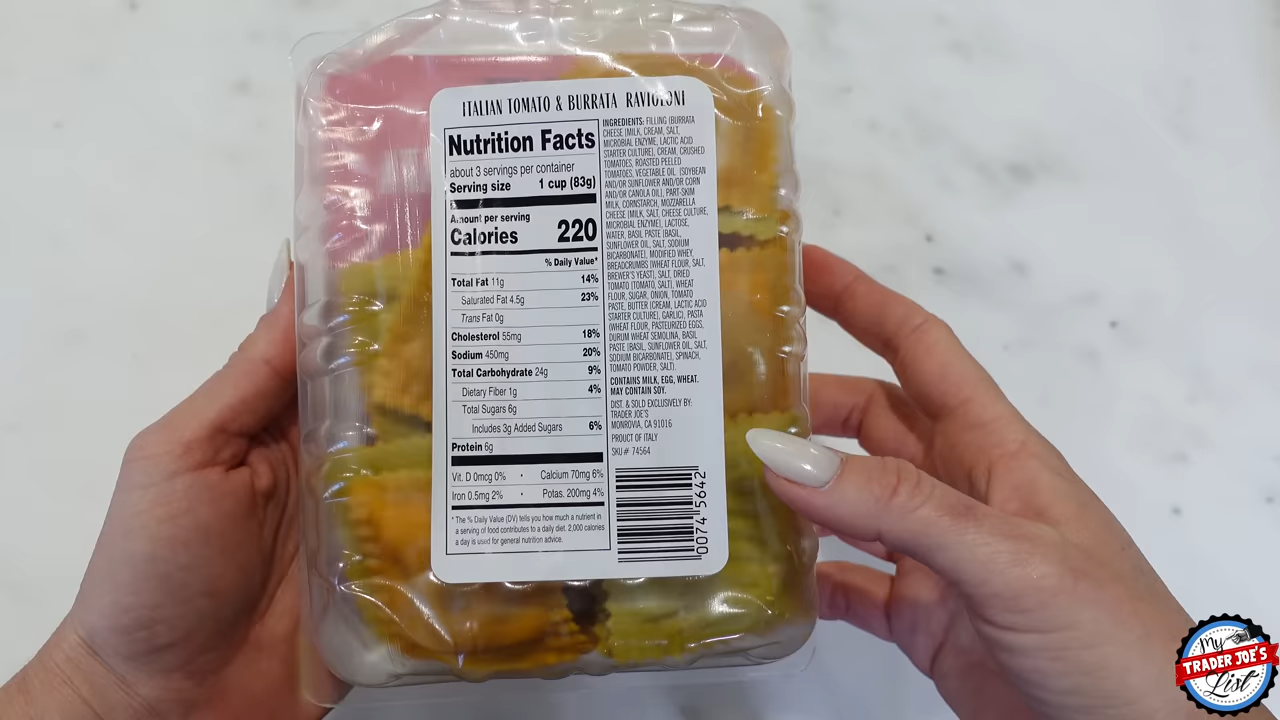 ITALIAN TOMATO & BURRATA RAVIOLONI
Nutrition Facts
about 3 servings per container
Serving size 1 cup (83g)
Amount per serving
Calories 220
% Daily Value*
Total Fat 11g 14%
Saturated Fat 4.5g 23%
Trans Fat 0g
Cholesterol 55mg 18%
Sodium 450mg 20%
Total Carbohydrate 24g 9%
Dietary Fiber 1g 4%
Total Sugars 6g
Includes 3g Added Sugars 6%
Protein 6g
Vit. D 0mcg 0% • Calcium 70mg 6%
Iron 0.5mg 2% • Potas. 200mg 4%
* The % Daily Value (DV) tells you how much a nutrient in
a serving of food contributes to a daily diet. 2,000 calories
a day is used for general nutrition advice.
INGREDIENTS: FILLING (BURRATA
CHEESE [MILK, CREAM, SALT,
MICROBIAL ENZYME, LACTIC ACID
STARTER CULTURE], CREAM, CRUSHED
TOMATOES, ROASTED PEELED
TOMATOES, VEGETABLE OIL [SOYBEAN
AND/OR SUNFLOWER AND/OR CORN
AND/OR CANOLA OIL], PART-SKIM
MILK, CORNSTARCH, MOZZARELLA
CHEESE [MILK, SALT, CHEESE CULTURE,
MICROBIAL ENZYME], LACTOSE,
WATER, BASIL PASTE [BASIL,
SUNFLOWER OIL, SALT, SODIUM
BICARBONATE], MODIFIED WHEY,
BREADCRUMBS [WHEAT FLOUR, SALT,
BREWER'S YEAST], SALT, DRIED
TOMATO [TOMATO, SALT], WHEAT
FLOUR, SUGAR, ONION, TOMATO
PASTE, BUTTER [CREAM, LACTIC ACID
STARTER CULTURE], GARLIC), PASTA
(WHEAT FLOUR, PASTEURIZED EGGS,
DURUM WHEAT SEMOLINA, BASIL
PASTE [BASIL, SUNFLOWER OIL, SALT,
SODIUM BICARBONATE], SPINACH,
TOMATO POWDER, SALT).
CONTAINS MILK, EGG, WHEAT.
MAY CONTAIN SOY.
DIST. & SOLD EXCLUSIVELY BY:
TRADER JOE'S
MONROVIA, CA 91016
PRODUCT OF ITALY
SKU# 74564
0074 5642
My
TRADER JOE'S
List